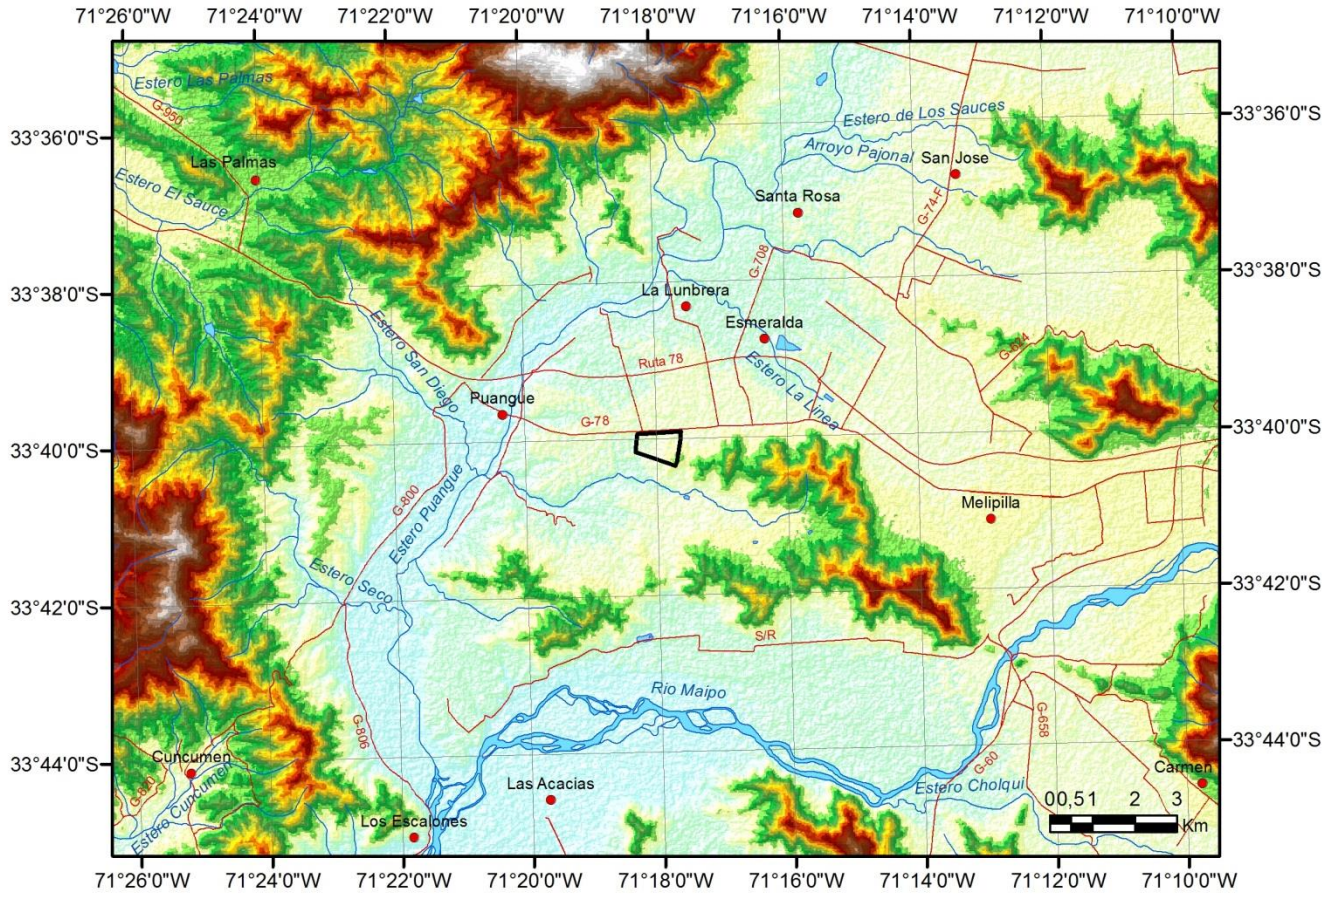 71°26'0"W 71°24'0"W 71°22'0"W 71°20'0"W 71°18'0"W 71°16'0"W 71°14'0"W 71°12'0"W 71°10'0"W
Estero Las Palmas
G-950
Estero de Los Sauces
33°36'0"S
33°36'0"S
Arroyo Pajonal
San Jose
Las Palmas
Estero El Sauce
Santa Rosa
G-74-F
G-708
33°38'0"S
33°38'0"S
La Lunbrera
Esmeralda
Estero San Diego
G-624
Ruta 78
Estero La Linea
Puangue
G-78
33°40'0"S
33°40'0"S
G-800
Estero Puangue
Melipilla
Estero Seco
33°42'0"S
33°42'0"S
S/R
Rio Maipo
G-806
G-658
33°44'0"S
33°44'0"S
Cuncumen
G-60
Carmen
G-820
Estero Cuncumen
Las Acacias
Estero Cholqui
00,51 2 3
Km
Los Escalones
71°26'0"W 71°24'0"W 71°22'0"W 71°20'0"W 71°18'0"W 71°16'0"W 71°14'0"W 71°12'0"W 71°10'0"W